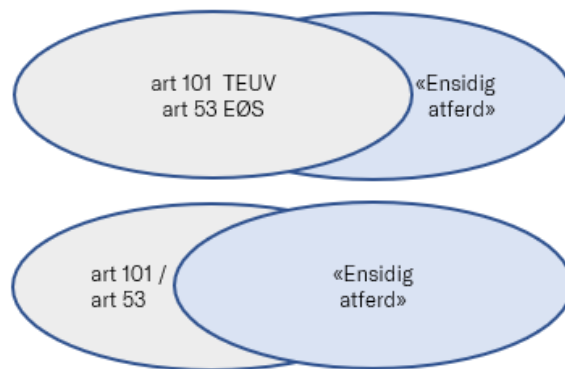 art 101 TEUV
art 53 EØS
«Ensidig
atferd»
art 101 /
art 53
«Ensidig
atferd»